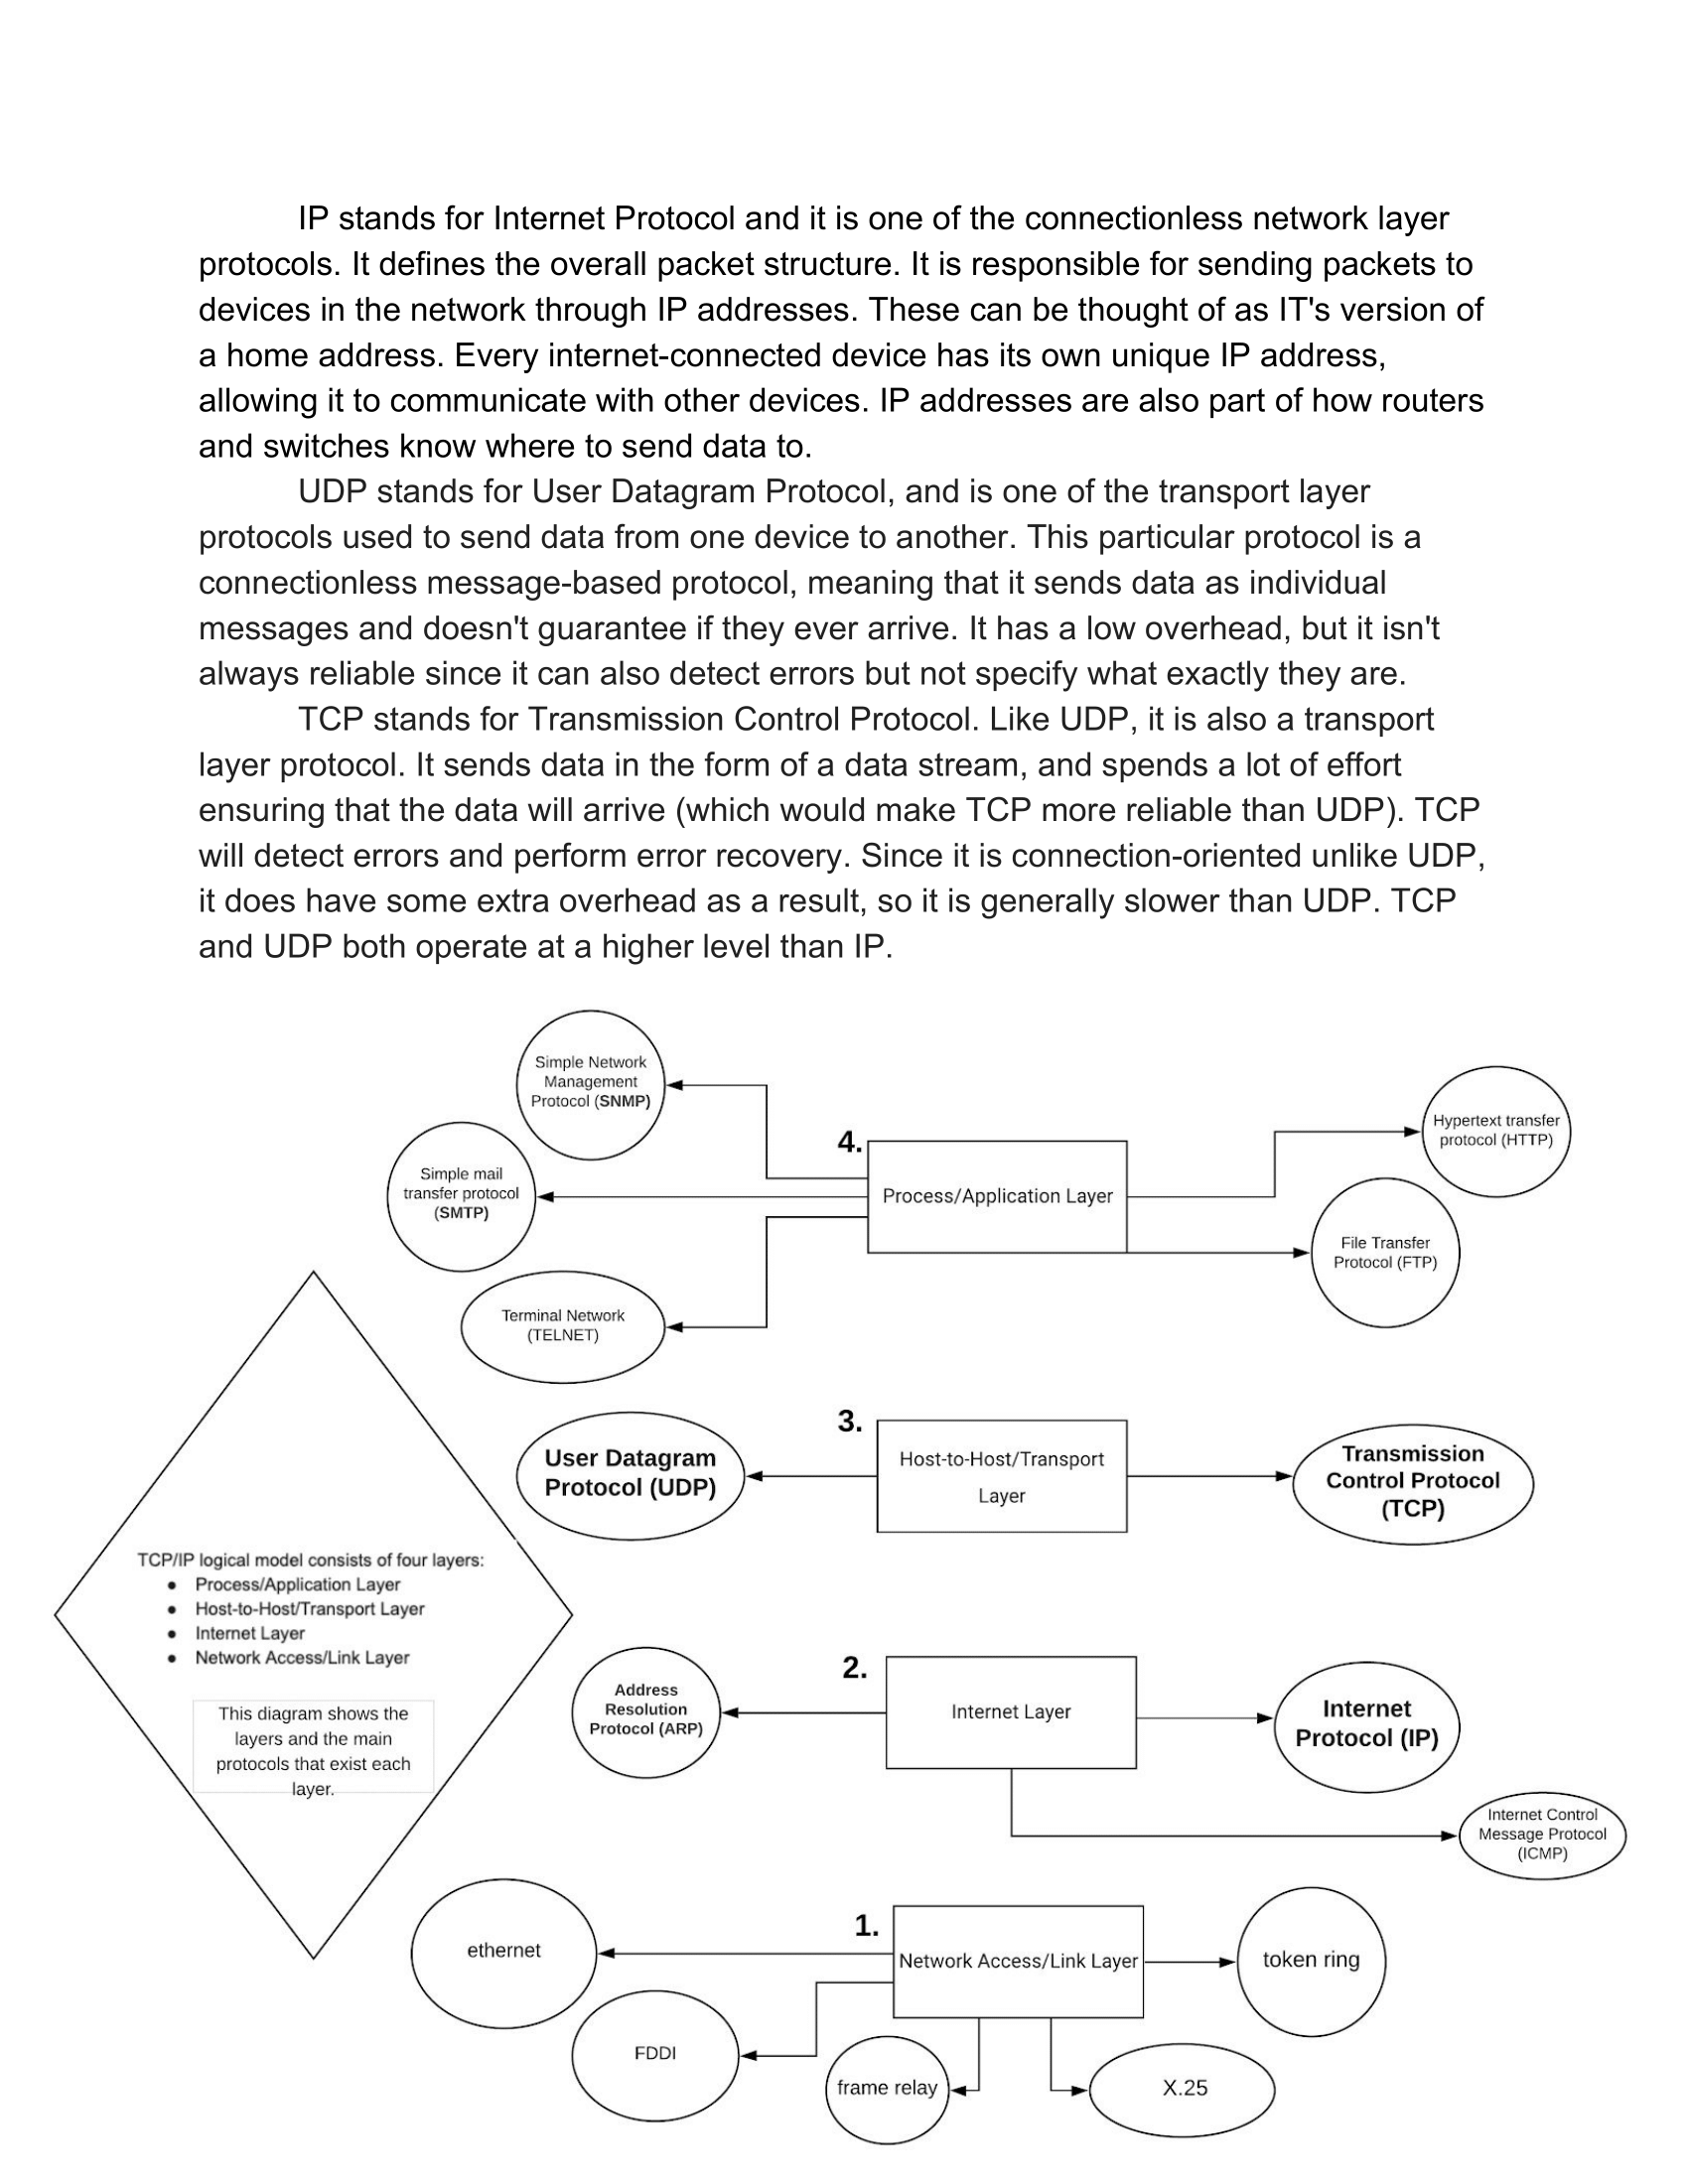 IP stands for Internet Protocol and it is one of the connectionless network layer
protocols. It defines the overall packet structure. It is responsible for sending packets to
devices in the network through IP addresses. These can be thought of as IT's version of
a home address. Every internet-connected device has its own unique IP address,
allowing it to communicate with other devices. IP addresses are also part of how routers
and switches know where to send data to.
UDP stands for User Datagram Protocol, and is one of the transport layer
protocols used to send data from one device to another. This particular protocol is a
connectionless message-based protocol, meaning that it sends data as individual
messages and doesn't guarantee if they ever arrive. It has a low overhead, but it isn't
always reliable since it can also detect errors but not specify what exactly they are.
TCP stands for Transmission Control Protocol. Like UDP, it is also a transport
layer protocol. It sends data in the form of a data stream, and spends a lot of effort
ensuring that the data will arrive (which would make TCP more reliable than UDP). TCP
will detect errors and perform error recovery. Since it is connection-oriented unlike UDP,
it does have some extra overhead as a result, so it is generally slower than UDP. TCP
and UDP both operate at a higher level than IP.
Simple Network
Management
Protocol (SNMP)
Simple mail
transfer protocol
(SMTP)
Terminal Network
(TELNET)
4.
Process/Application Layer
Hypertext transfer
protocol (HTTP)
File Transfer
Protocol (FTP)
User Datagram
Protocol (UDP)
3.
Host-to-Host/Transport
Layer
Transmission
Control Protocol
(TCP)
TCP/IP logical model consists of four layers:
● Process/Application Layer
● Host-to-Host/Transport Layer
● Internet Layer
● Network Access/Link Layer
This diagram shows the
layers and the main
protocols that exist each
layer.
Address
Resolution
Protocol (ARP)
2.
Internet Layer
Internet
Protocol (IP)
Internet Control
Message Protocol
(ICMP)
ethernet
1.
Network Access/Link Layer
token ring
FDDI
frame relay
X.25